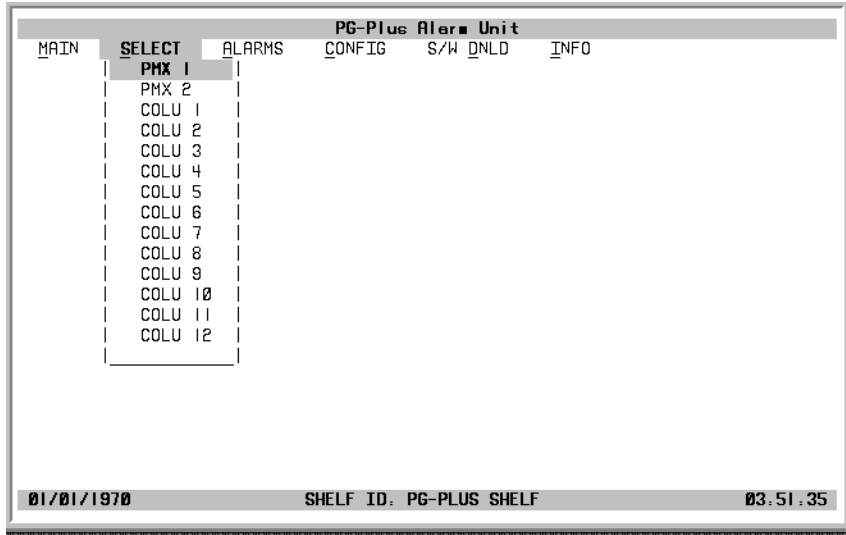 PG-Plus Alarm Unit
MAIN SELECT ALARMS CONFIG S/W DNLD INFO
PMX 1
PMX 2
COLU 1
COLU 2
COLU 3
COLU 4
COLU 5
COLU 6
COLU 7
COLU 8
COLU 9
COLU 10
COLU 11
COLU 12
01/01/1970 SHELF ID: PG-PLUS SHELF 03:51:35